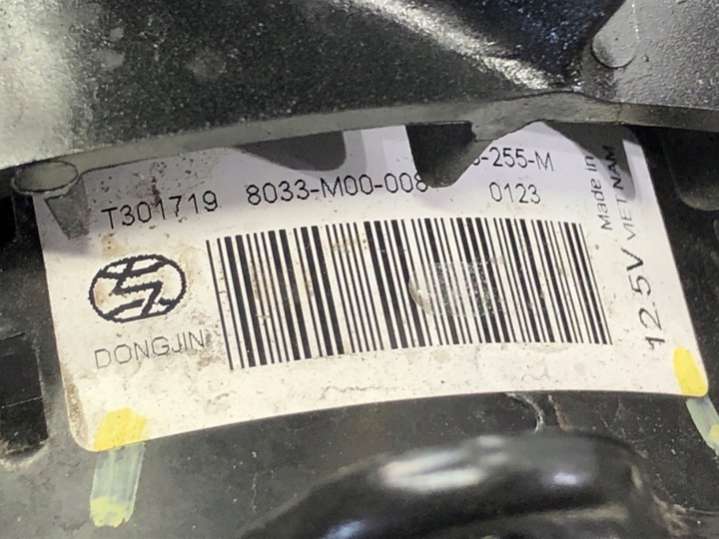 -255-M
T301719 8033-M00-008 0123
DONGJIN
Made in VIETNAM
12.5V